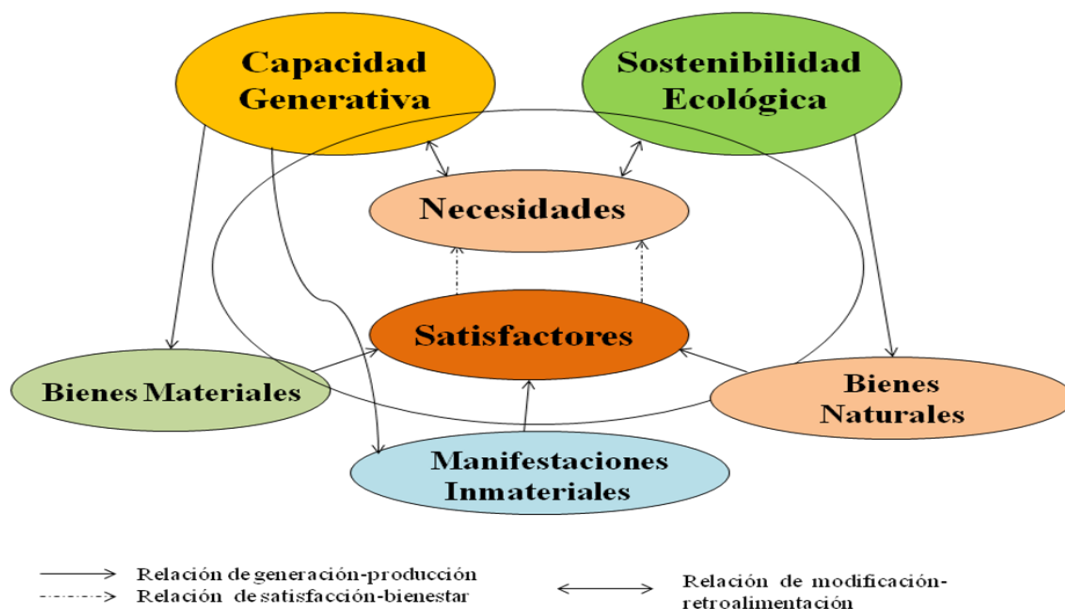 Capacidad
Generativa
Sostenibilidad
Ecológica
Necesidades
Satisfactores
Bienes Materiales
Bienes
Naturales
Manifestaciones
Inmateriales
Relación de generación-producción
Relación de satisfacción-bienestar
Relación de modificación-
retroalimentación